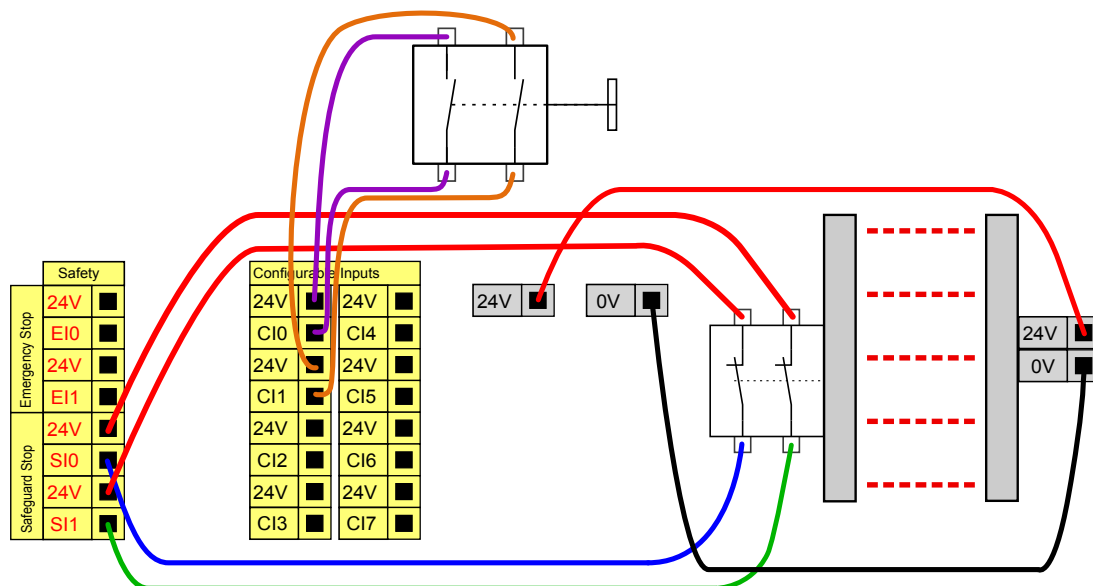 Safety
Emergency Stop
24V
EI0
24V
EI1
Safeguard Stop
24V
SI0
24V
SI1
Configurable Inputs
24V 24V
CI0 CI4
24V 24V
CI1 CI5
24V 24V
CI2 CI6
24V 24V
CI3 CI7
24V
0V
24V
0V